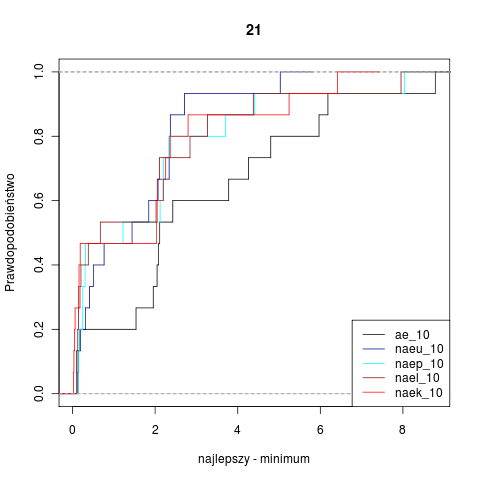 21
Prawdopodobieństwo
1.0
0.8
0.6
0.4
0.2
0.0
0 2 4 6 8
najlepszy - minimum
ae_10
naeu_10
naep_10
nael_10
naek_10